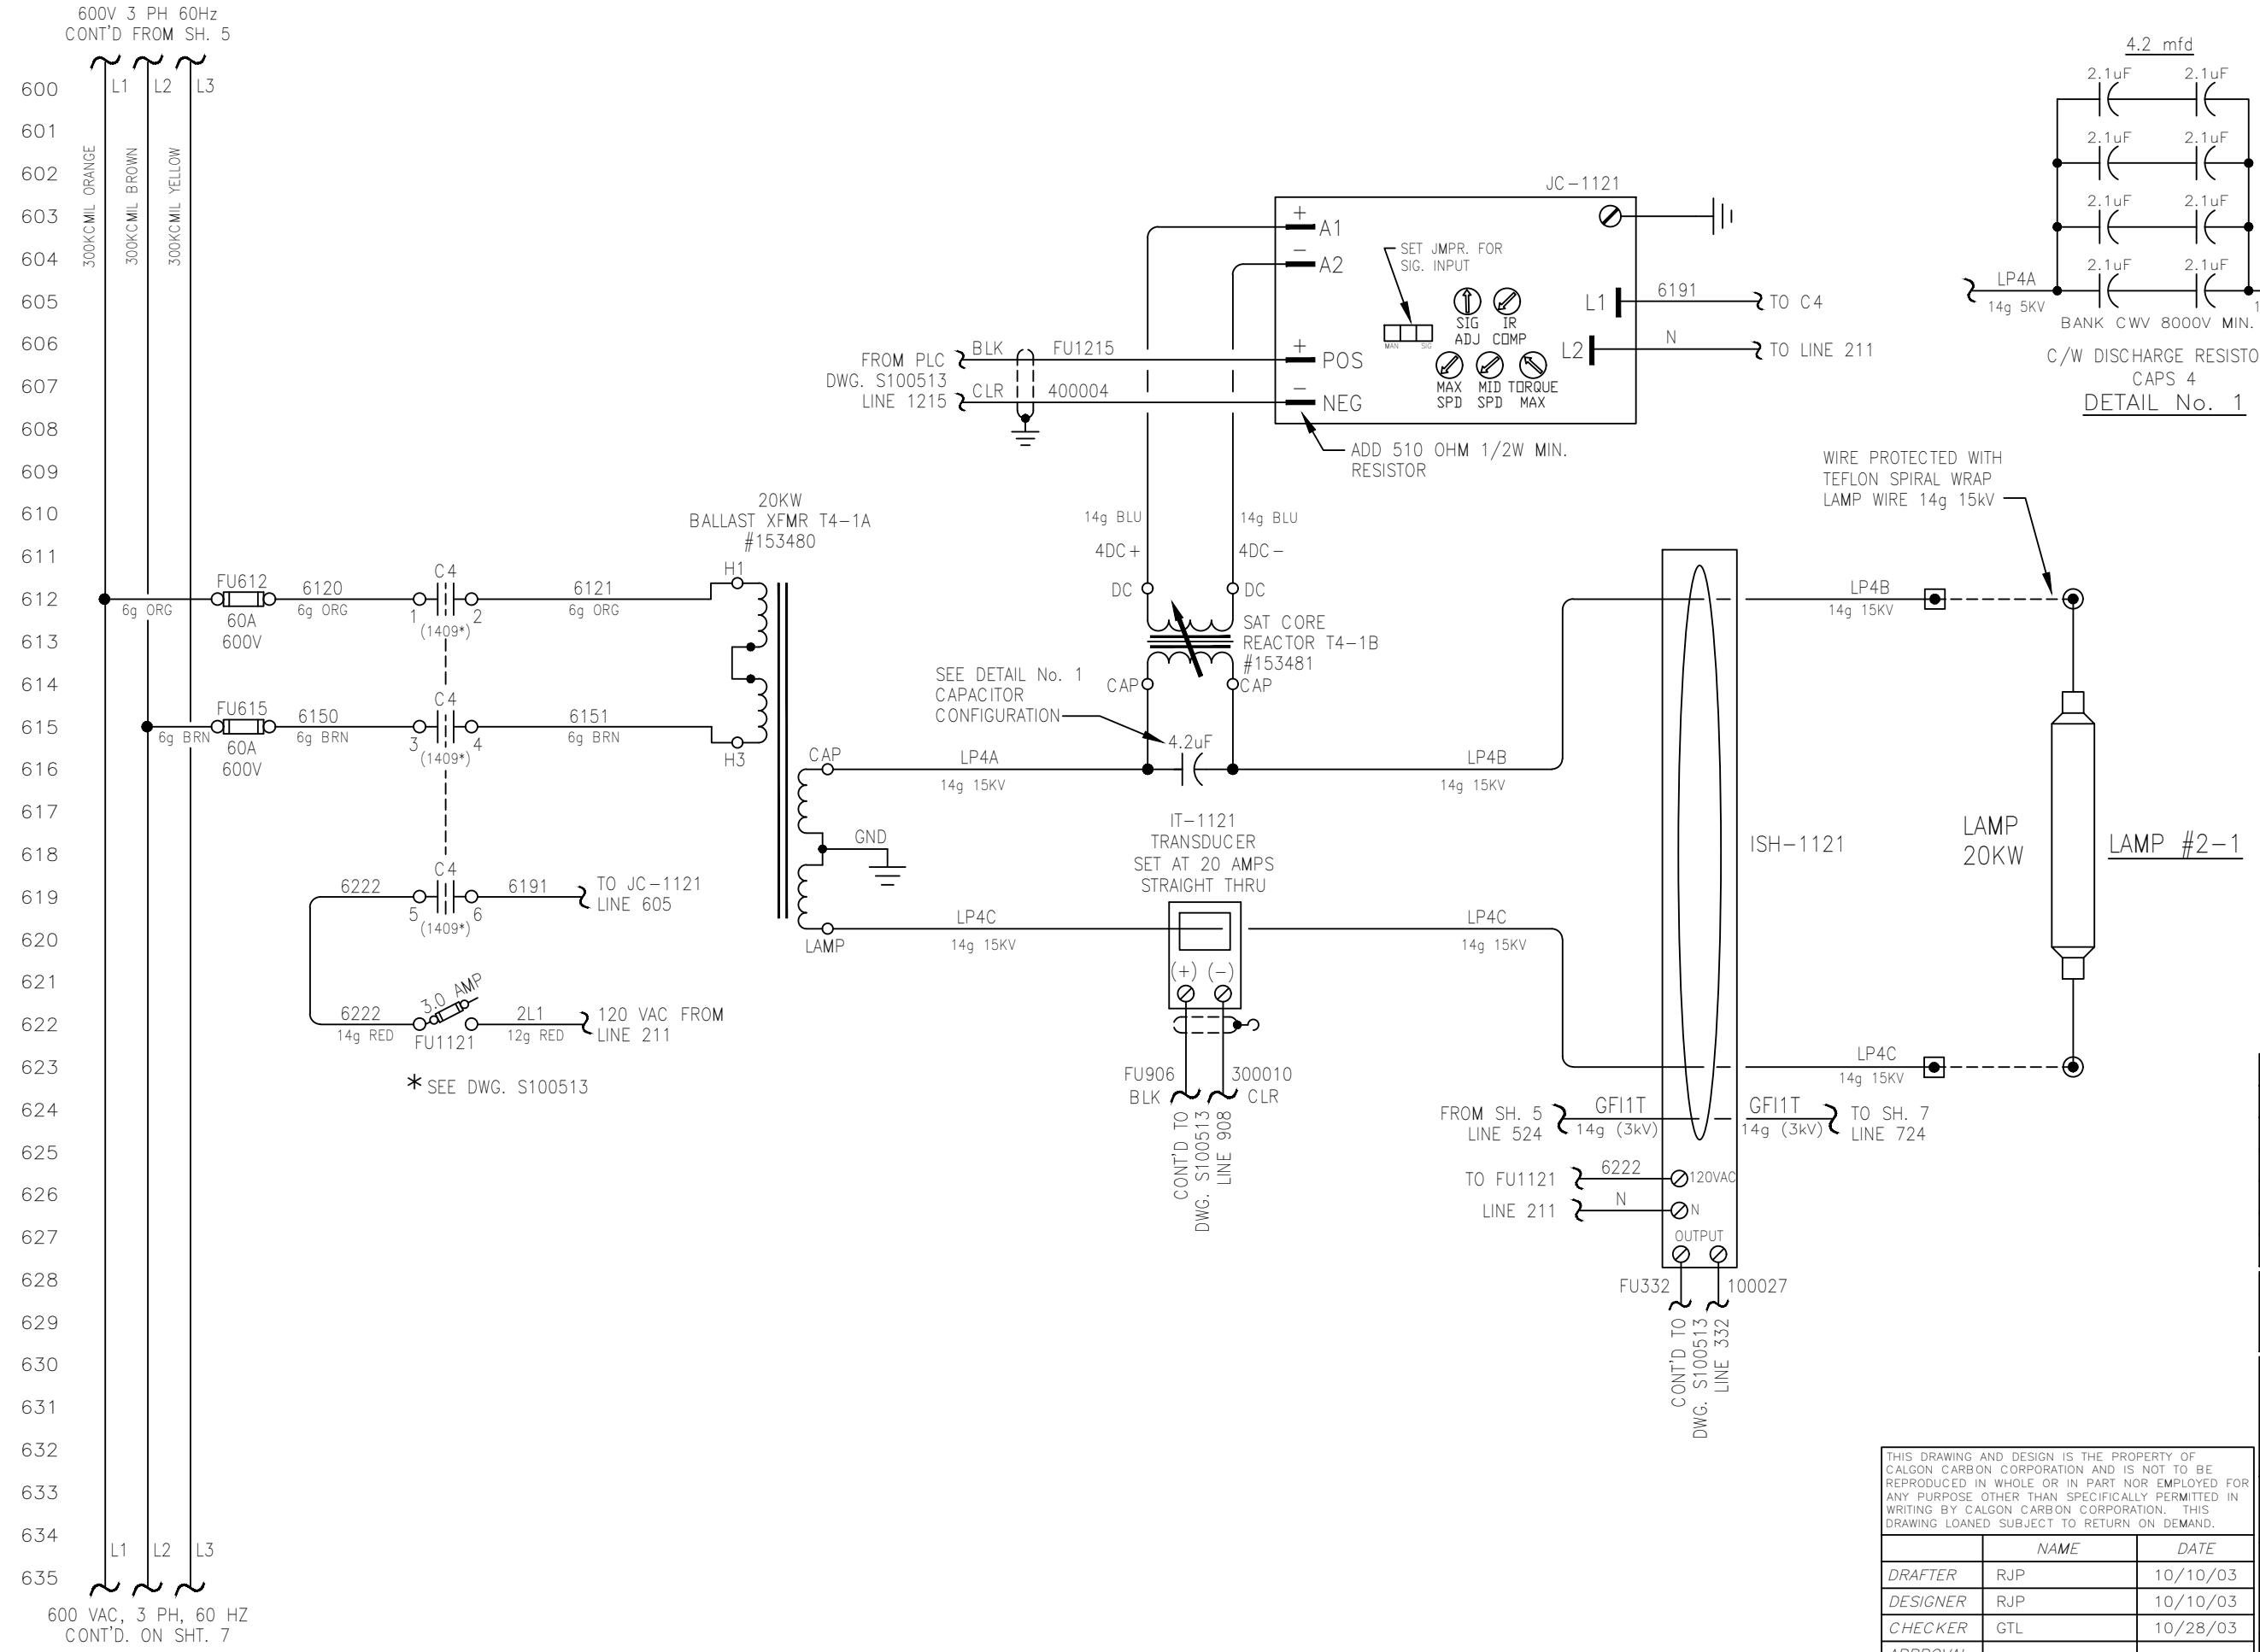 600V 3 PH 60Hz
CONT'D FROM SH. 5
L1 L2 L3
300KCMIL ORANGE
300KCMIL BROWN
300KCMIL YELLOW
600
601
602
603
604
605
606
607
608
609
610
611
612
613
614
615
616
617
618
619
620
621
622
623
624
625
626
627
628
629
630
631
632
633
634
635
L1 L2 L3
600 VAC, 3 PH, 60 HZ
CONT'D. ON SHT. 7
6g ORG
FU612
60A
600V
6120
6g ORG
C4
1 2
(1409*)
6121
6g ORG
6g BRN
FU615
60A
600V
6150
6g BRN
C4
3 4
(1409*)
6151
6g BRN
6222
C4
5 6
(1409*)
6191
TO JC-1121
LINE 605
6222
14g RED
3.0 AMP
FU1121
2L1
12g RED
120 VAC FROM
LINE 211
* SEE DWG. S100513
20KW
BALLAST XFMR T4-1A
#153480
H1
H3
CAP
GND
LAMP
LP4A
14g 15KV
LP4C
14g 15KV
SEE DETAIL No. 1
CAPACITOR
CONFIGURATION
4.2uF
FROM PLC
DWG. S100513
LINE 1215
BLK
FU1215
CLR
400004
JC-1121
+
A1
−
A2
+
POS
−
NEG
SET JMPR. FOR
SIG. INPUT
MAN SIG
SIG
ADJ
IR
COMP
MAX
SPD
MID
SPD
TORQUE
MAX
L1
6191
TO C4
L2
N
TO LINE 211
ADD 510 OHM 1/2W MIN.
RESISTOR
14g BLU 14g BLU
4DC+ 4DC−
DC DC
SAT CORE
REACTOR T4-1B
#153481
CAP CAP
LP4B
14g 15KV
IT-1121
TRANSDUCER
SET AT 20 AMPS
STRAIGHT THRU
(+) (−)
LP4C
14g 15KV
FU906
BLK
300010
CLR
CONT'D TO
DWG. S100513
LINE 908
ISH-1121
LP4B
14g 15KV
LP4C
14g 15KV
WIRE PROTECTED WITH
TEFLON SPIRAL WRAP
LAMP WIRE 14g 15kV
LAMP
20KW
LAMP #2-1
FROM SH. 5
LINE 524
GFI1T
14g (3kV)
GFI1T
14g (3kV)
TO SH. 7
LINE 724
TO FU1121
6222
120VAC
LINE 211
N
N
OUTPUT
FU332
100027
CONT'D TO
DWG. S100513
LINE 332
4.2 mfd
2.1uF 2.1uF
2.1uF 2.1uF
2.1uF 2.1uF
2.1uF 2.1uF
LP4A
14g 5KV
BANK CWV 8000V MIN.
C/W DISCHARGE RESISTO
CAPS 4
DETAIL No. 1
THIS DRAWING AND DESIGN IS THE PROPERTY OF
CALGON CARBON CORPORATION AND IS NOT TO BE
REPRODUCED IN WHOLE OR IN PART NOR EMPLOYED FOR
ANY PURPOSE OTHER THAN SPECIFICALLY PERMITTED IN
WRITING BY CALGON CARBON CORPORATION. THIS
DRAWING LOANED SUBJECT TO RETURN ON DEMAND.
NAME DATE
DRAFTER RJP 10/10/03
DESIGNER RJP 10/10/03
CHECKER GTL 10/28/03